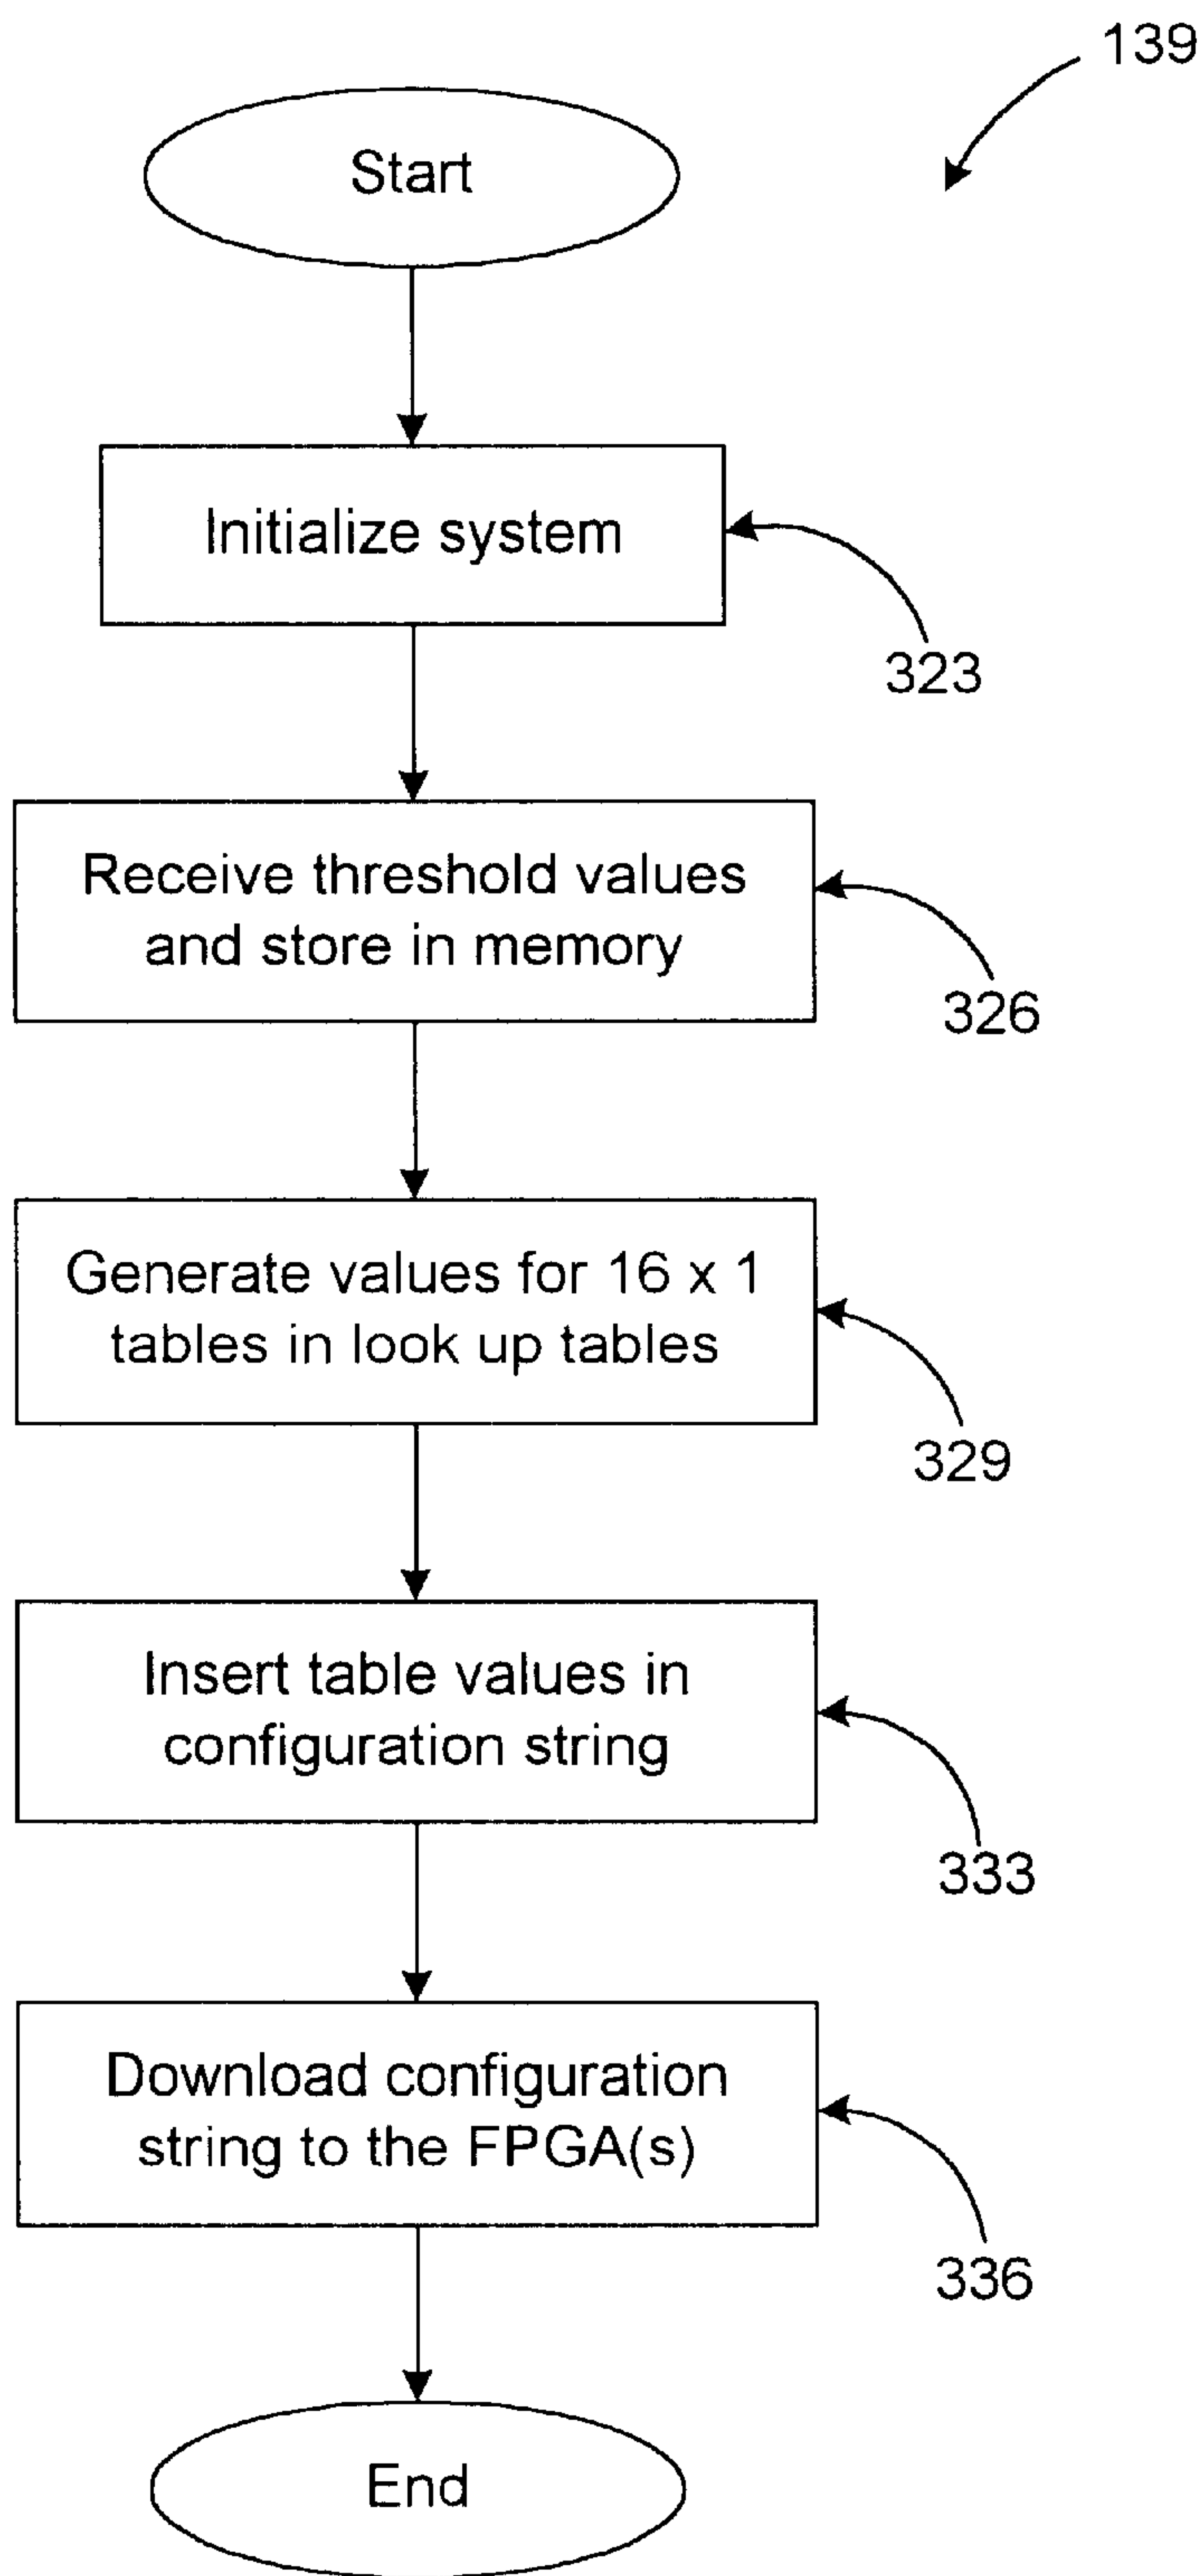 139
Start
Initialize system
323
Receive threshold values
and store in memory
326
Generate values for 16 x 1
tables in look up tables
329
Insert table values in
configuration string
333
Download configuration
string to the FPGA(s)
336
End